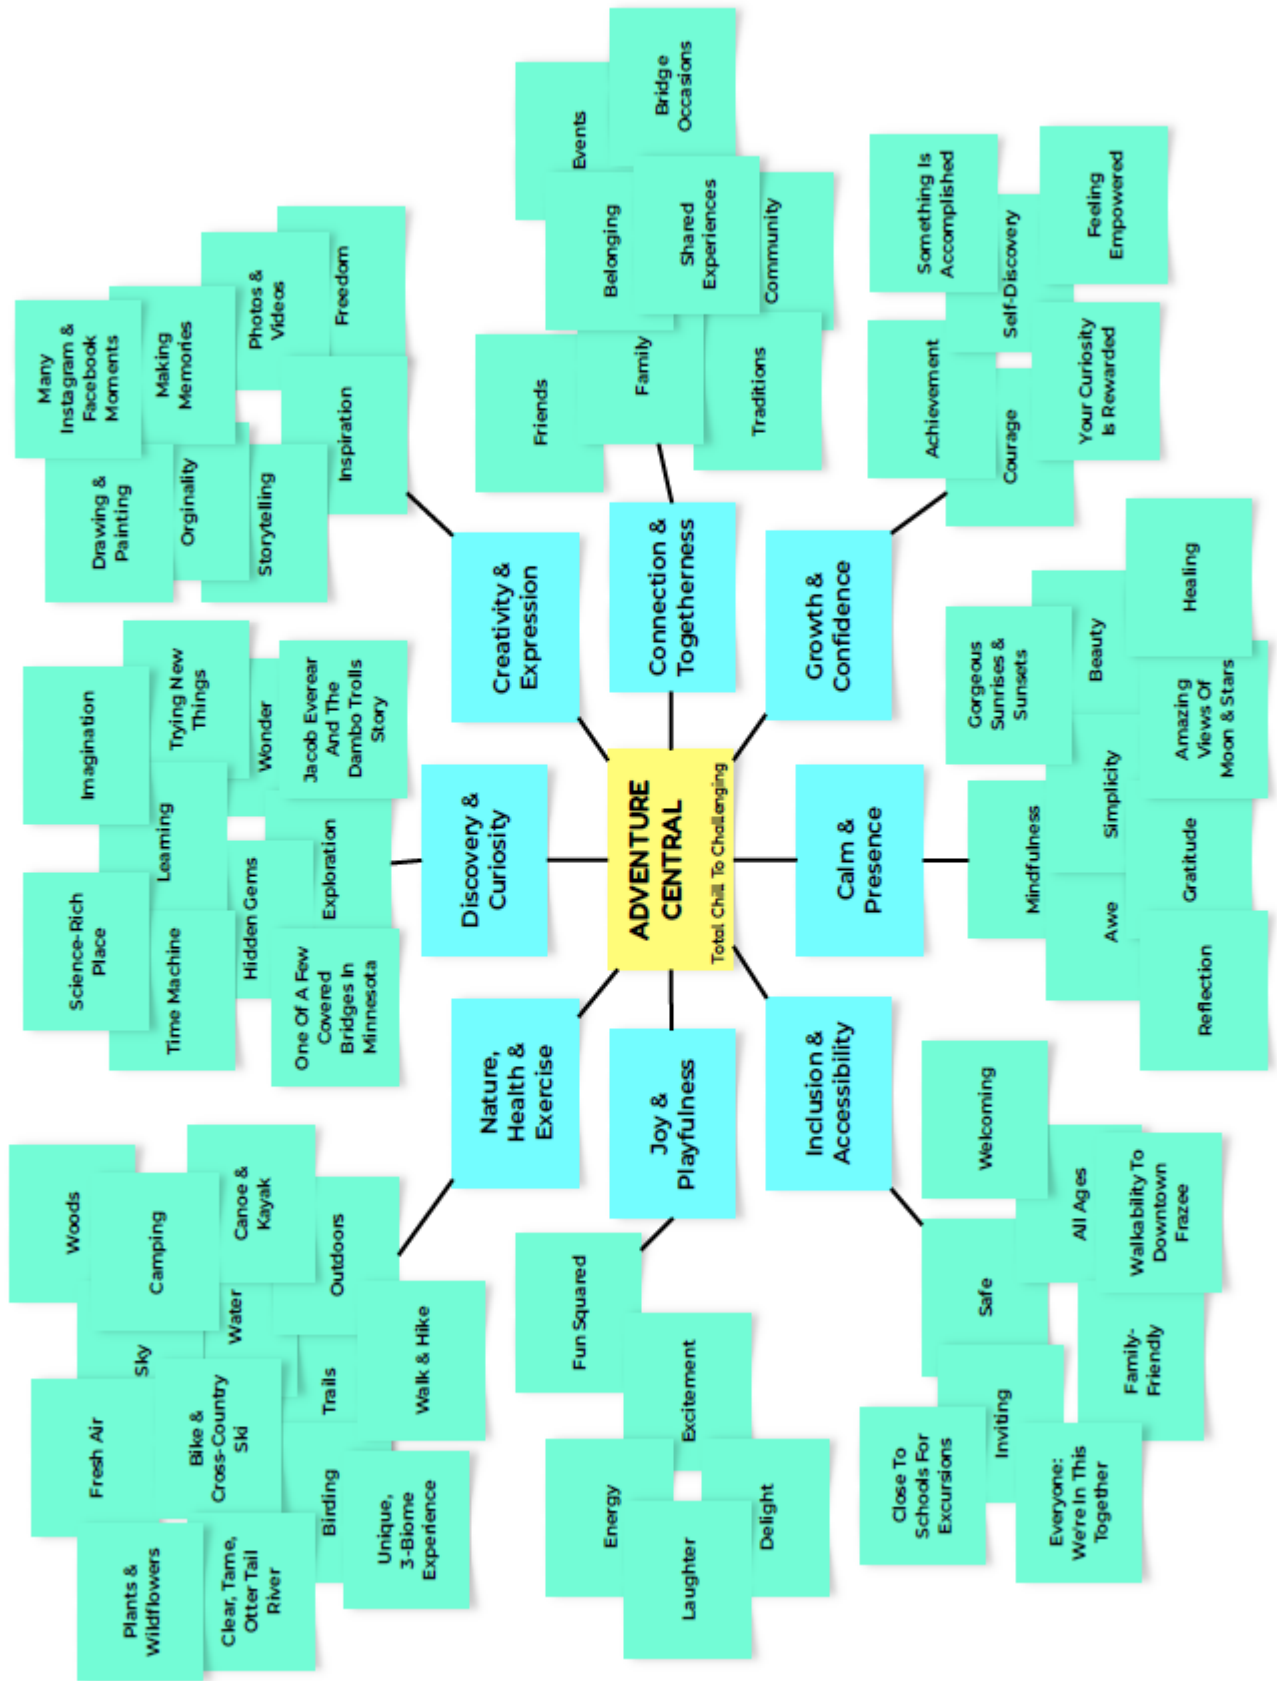 ADVENTURE
CENTRAL
Total Chill To Challenging
Nature,
Health &
Exercise
Woods
Camping
Canoe &
Kayak
Outdoors
Sky
Water
Walk & Hike
Fresh Air
Bike &
Cross-Country
Ski
Trails
Plants &
Wildflowers
Clear, Tame,
Otter Tail
River
Birding
Unique,
3-Biome
Experience
Discovery &
Curiosity
Science-Rich
Place
Imagination
Time Machine
Learning
Trying New
Things
Hidden Gems
Wonder
One Of A Few
Covered
Bridges In
Minnesota
Exploration
Jacob Everear
And The
Dambo Trolls
Story
Creativity &
Expression
Many
Instagram &
Facebook
Moments
Drawing &
Painting
Making
Memories
Orginality
Photos &
Videos
Storytelling
Inspiration
Freedom
Connection &
Togetherness
Friends
Events
Belonging
Bridge
Occasions
Family
Shared
Experiences
Traditions
Community
Growth &
Confidence
Achievement
Something Is
Accomplished
Courage
Self-Discovery
Your Curiosity
Is Rewarded
Feeling
Empowered
Calm &
Presence
Mindfulness
Gorgeous
Sunrises &
Sunsets
Awe
Simplicity
Beauty
Reflection
Gratitude
Amazing
Views Of
Moon & Stars
Healing
Inclusion &
Accessibility
Welcoming
Safe
Close To
Schools For
Excursions
Inviting
All Ages
Everyone:
We're In This
Together
Family-
Friendly
Walkability To
Downtown
Frazee
Joy &
Playfulness
Fun Squared
Energy
Excitement
Laughter
Delight